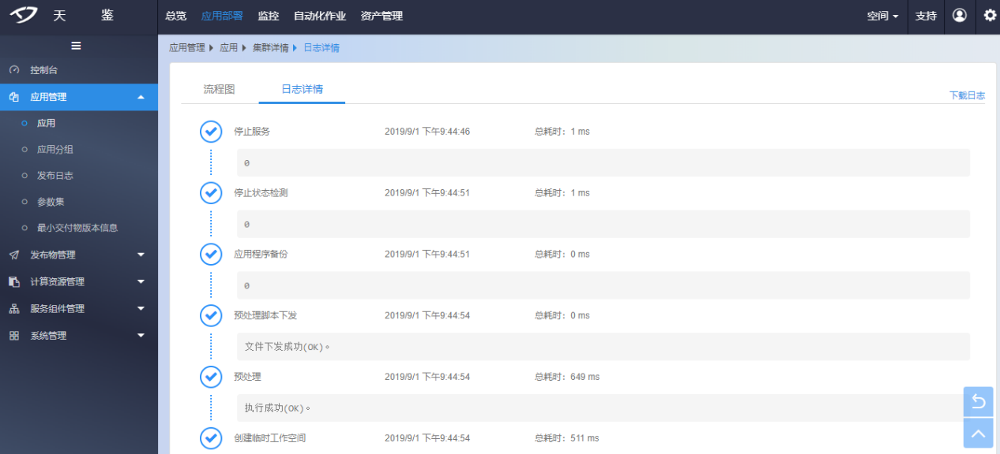 天 鉴 总览 应用部署 监控 自动化作业 资产管理 空间 支持
应用管理 应用 集群详情 日志详情
控制台
应用管理
应用
应用分组
发布日志
参数集
最小交付物版本信息
发布物管理
计算资源管理
服务组件管理
系统管理
流程图 日志详情
下载日志
停止服务 2019/9/1 下午9:44:46 总耗时：1 ms
0
停止状态检测 2019/9/1 下午9:44:51 总耗时：1 ms
0
应用程序备份 2019/9/1 下午9:44:51 总耗时：0 ms
0
预处理脚本下发 2019/9/1 下午9:44:54 总耗时：0 ms
文件下发成功(OK)。
预处理 2019/9/1 下午9:44:54 总耗时：649 ms
执行成功(OK)。
创建临时工作空间 2019/9/1 下午9:44:54 总耗时：511 ms